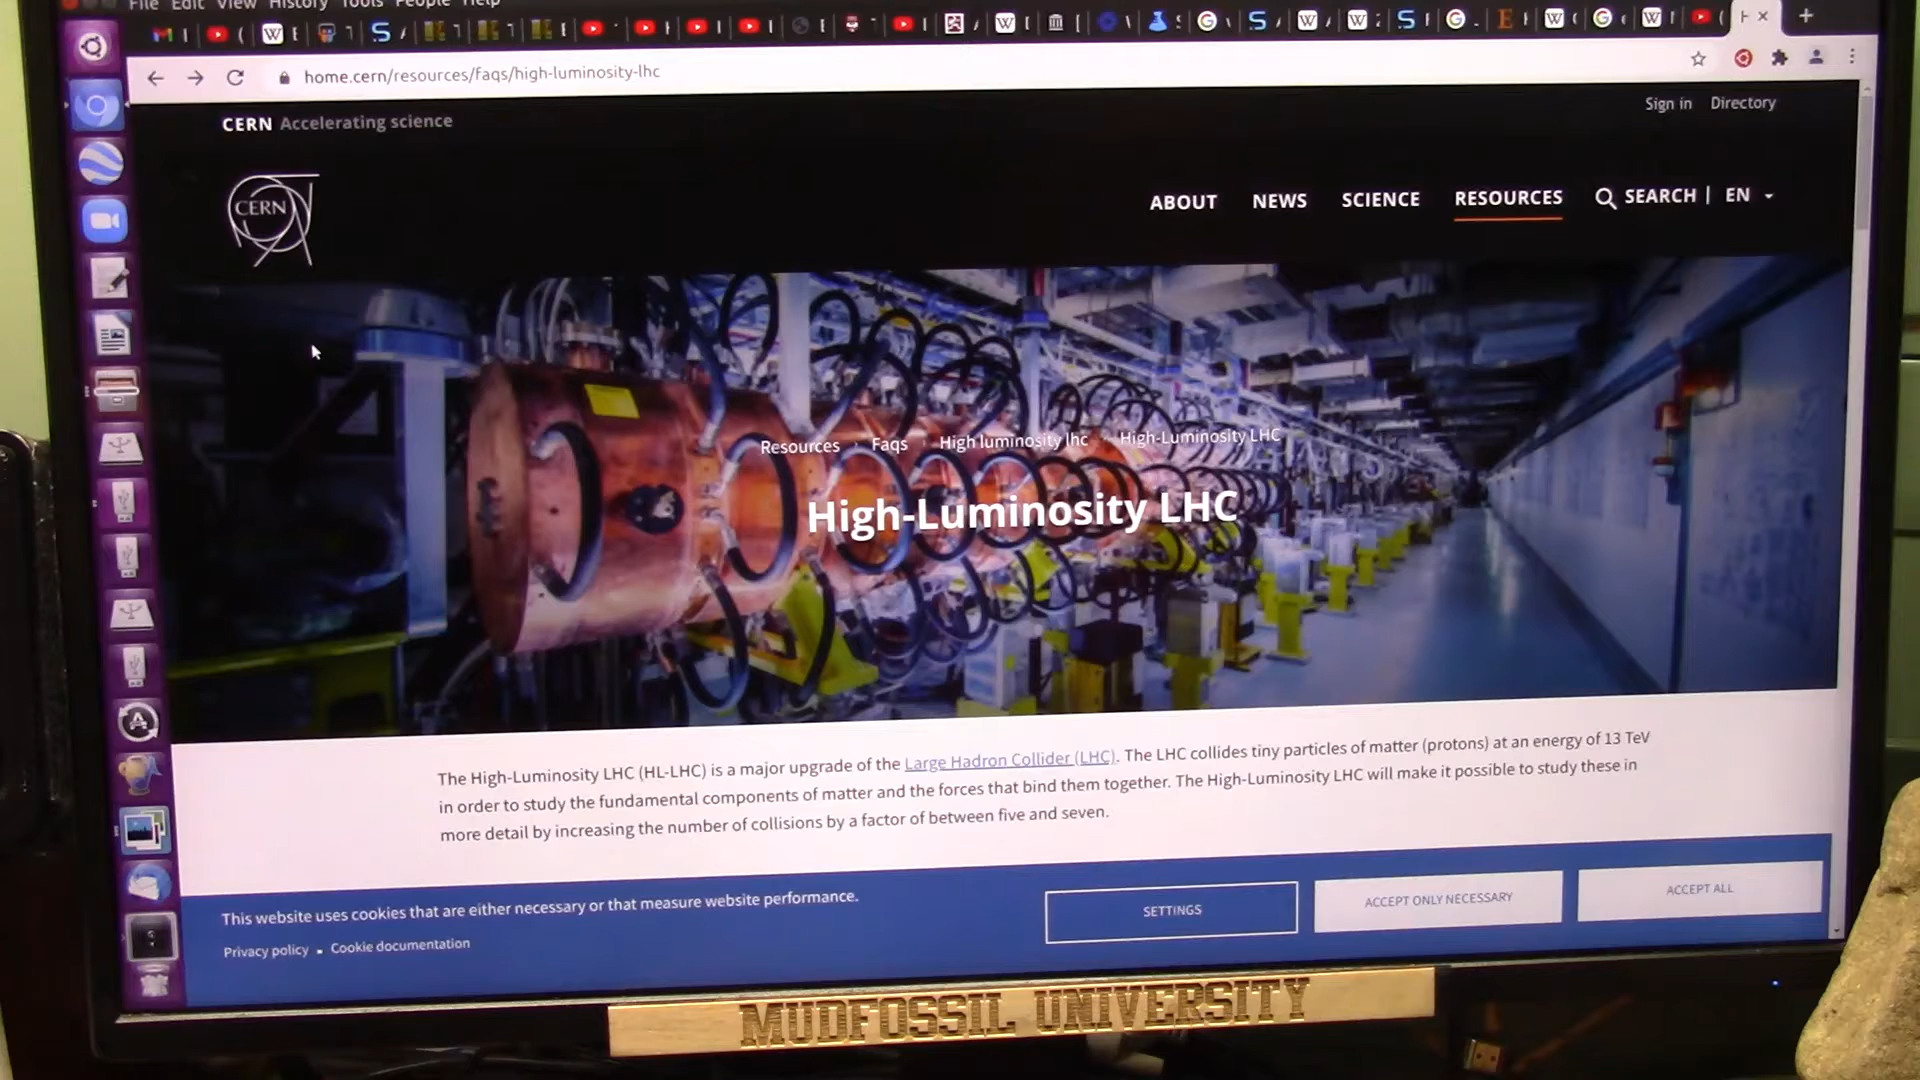 File Edit View History Tools People Help
home.cern/resources/faqs/high-luminosity-lhc
Sign in Directory
CERN Accelerating science
CERN
ABOUT NEWS SCIENCE RESOURCES SEARCH | EN
Resources Faqs High luminosity lhc High-Luminosity LHC
High-Luminosity LHC
The High-Luminosity LHC (HL-LHC) is a major upgrade of the Large Hadron Collider (LHC). The LHC collides tiny particles of matter (protons) at an energy of 13 TeV
in order to study the fundamental components of matter and the forces that bind them together. The High-Luminosity LHC will make it possible to study these in
more detail by increasing the number of collisions by a factor of between five and seven.
This website uses cookies that are either necessary or that measure website performance.
Privacy policy • Cookie documentation
SETTINGS
ACCEPT ONLY NECESSARY
ACCEPT ALL
MUDFOSSIL UNIVERSITY